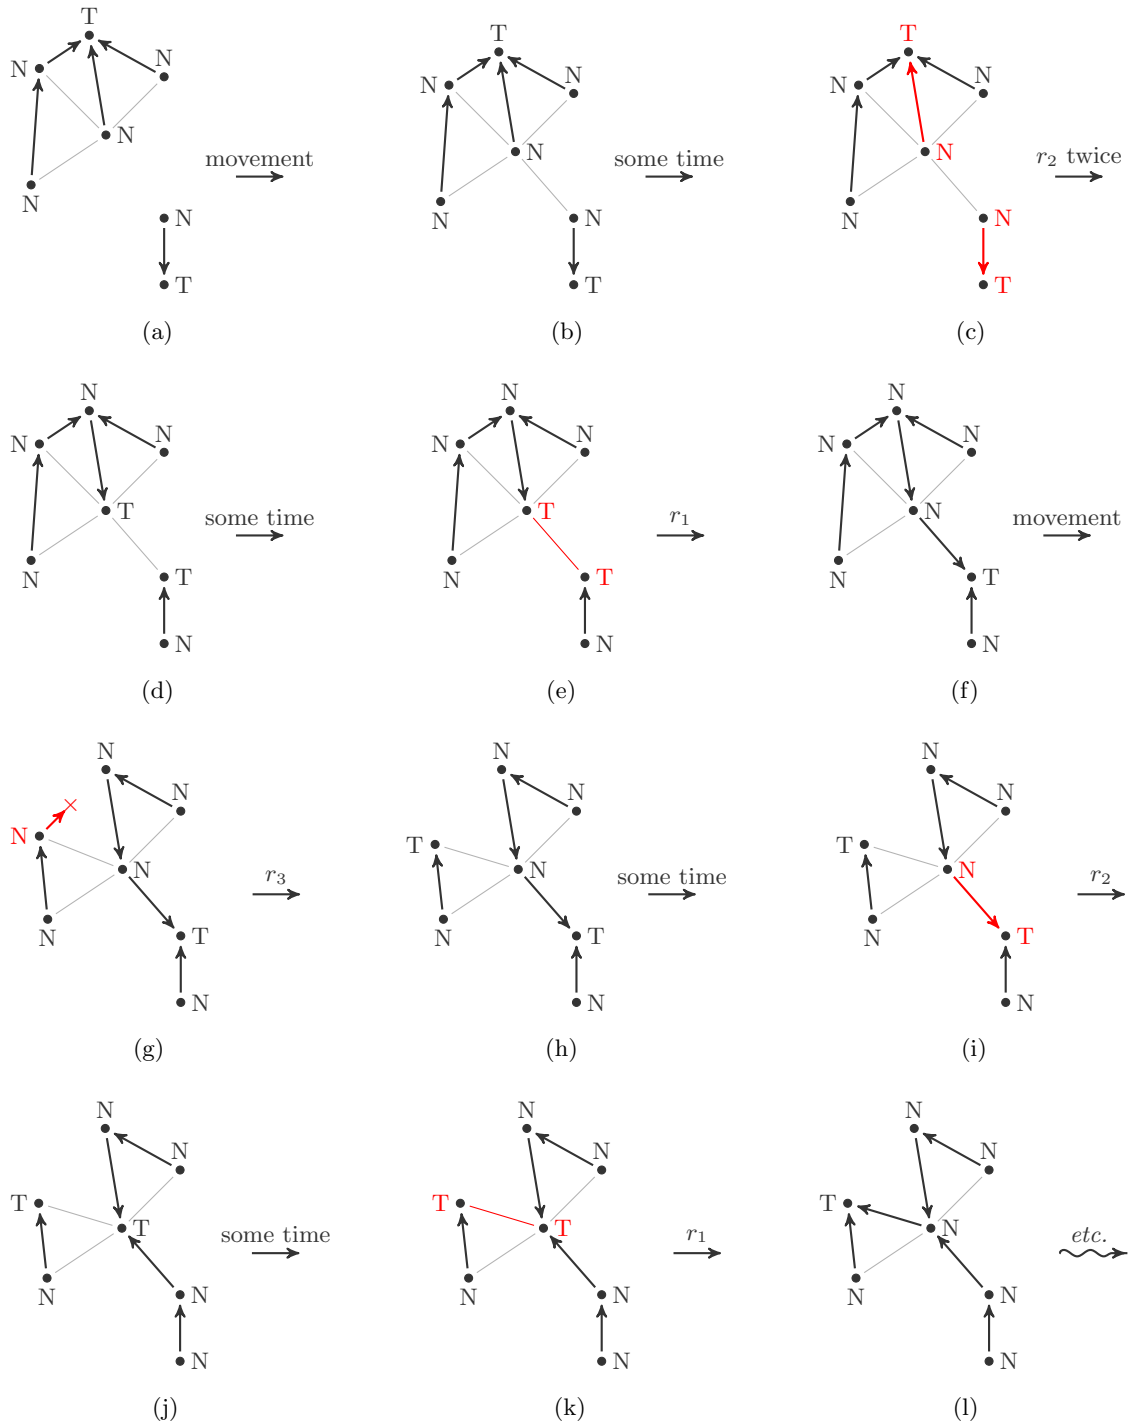 T T T
N N N N N N
N N N
movement some time r2 twice
N N N
N N N
T T T
(a) (b) (c)
N N N
N N N N N N
T T N
some time r1 movement
N N N
T T T
N N N
(d) (e) (f)
N N N
N N N
N T T
N N N
r3 some time r2
N N N
T T T
N N N
(g) (h) (i)
N N N
N N N
T T T
T T N
some time r1 etc.
N N N
N N N
N N N
(j) (k) (l)